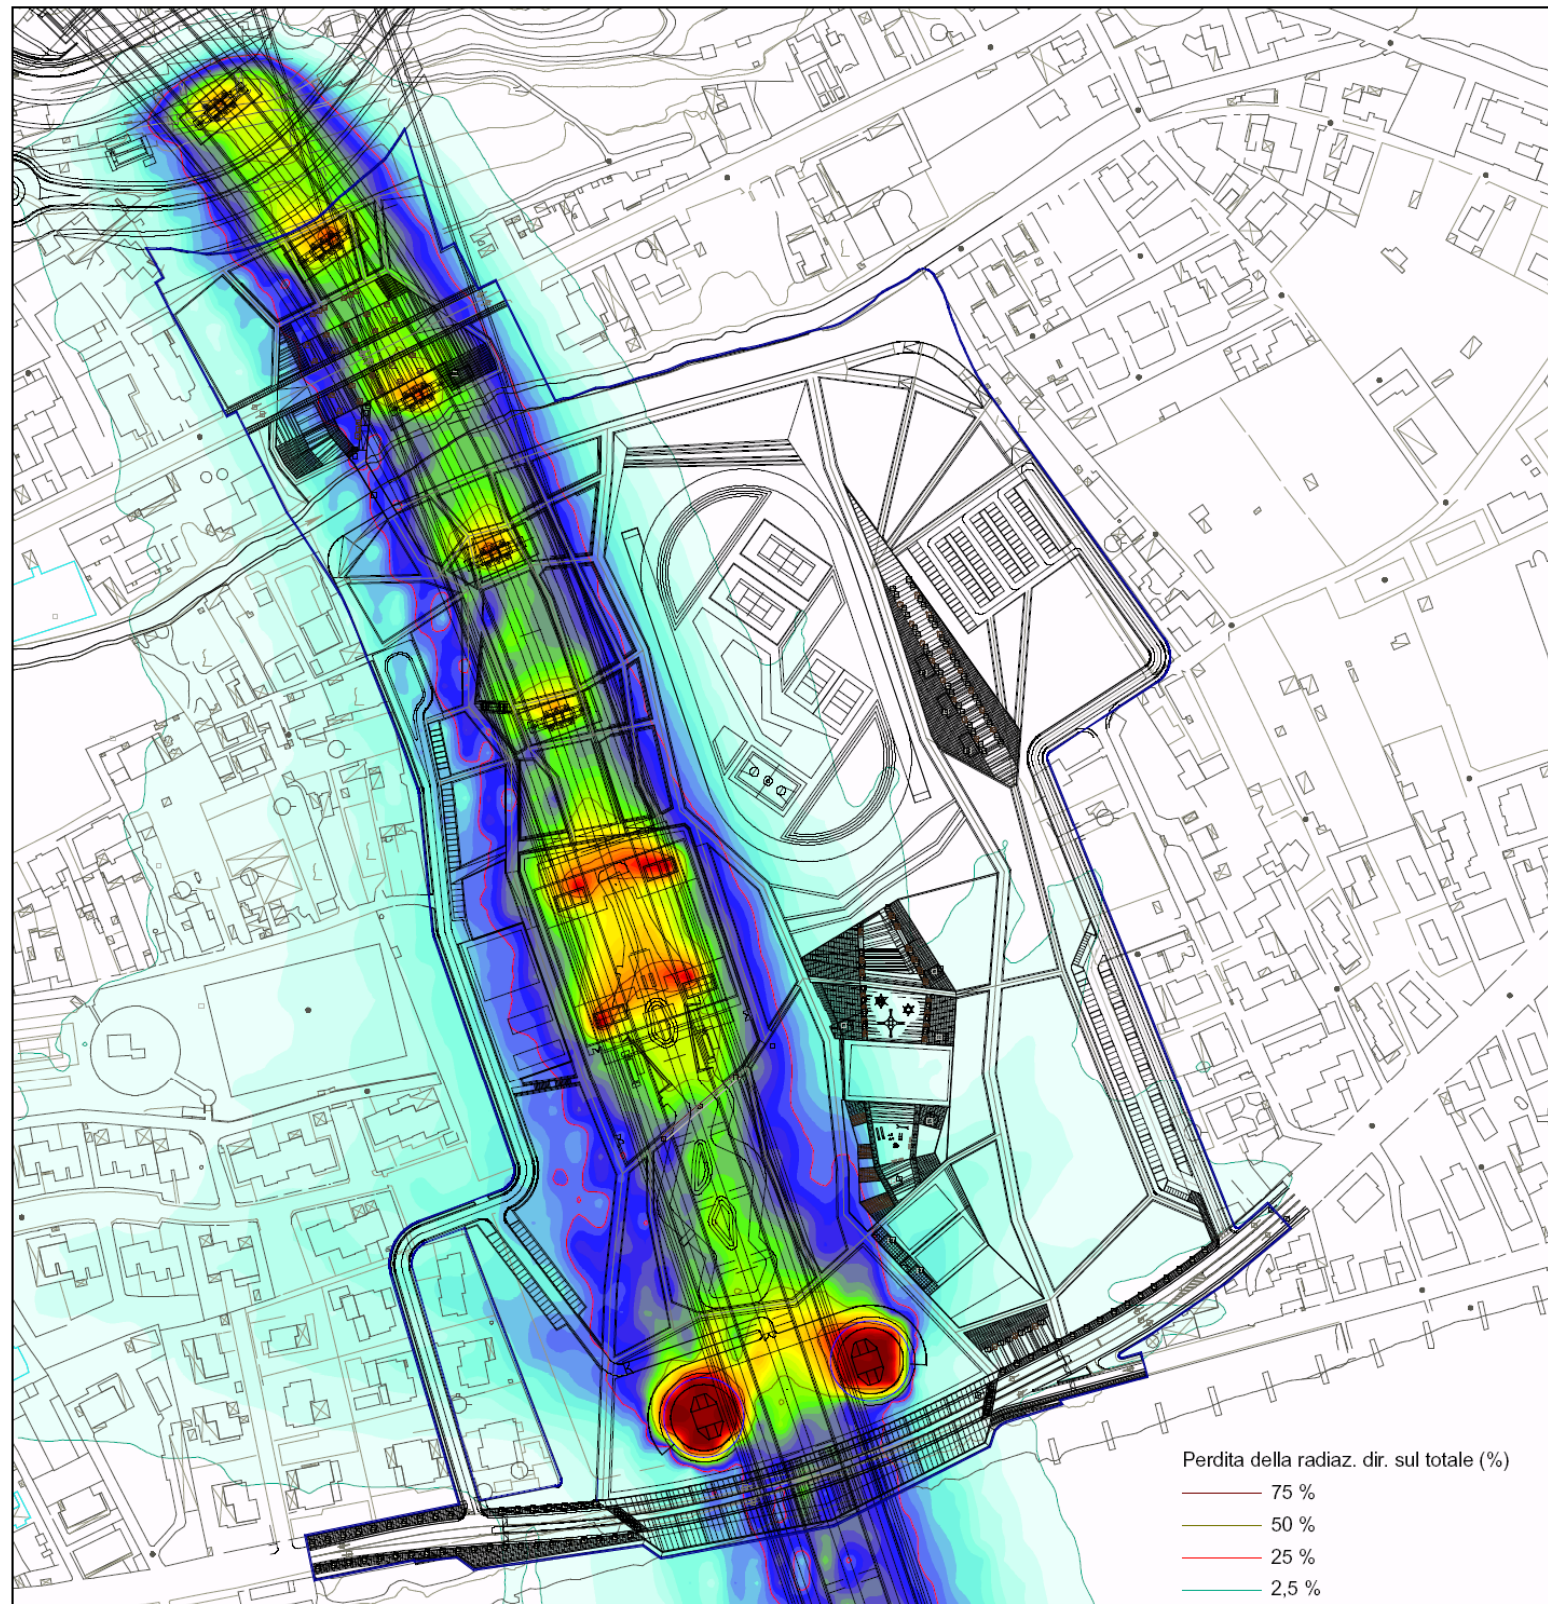 Perdita della radiaz. dir. sul totale (%)
75 %
50 %
25 %
2,5 %